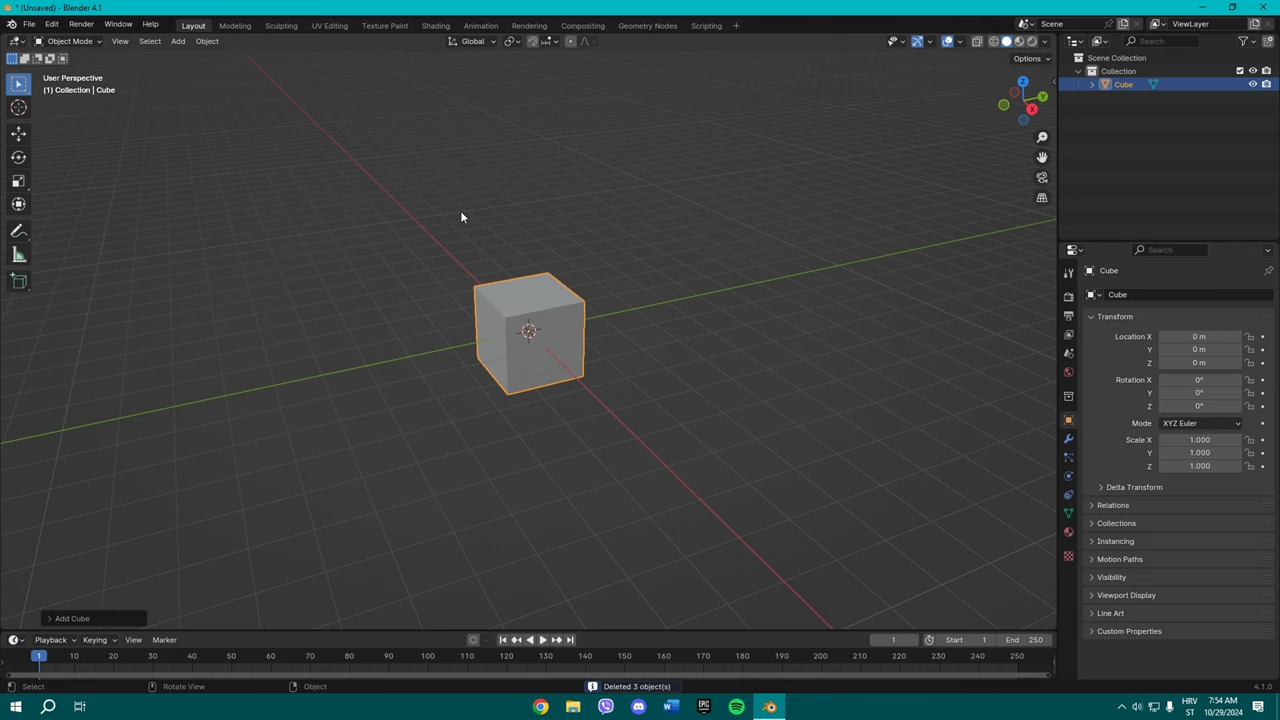 * (Unsaved) - Blender 4.1
File Edit Render Window Help Layout Modeling Sculpting UV Editing Texture Paint Shading Animation Rendering Compositing Geometry Nodes Scripting + Scene ViewLayer
Object Mode View Select Add Object Global Search
Options
User Perspective
(1) Collection | Cube
Scene Collection
Collection
Cube
Z
Y
X
Search
Cube
Cube
Transform
Location X 0 m
Y 0 m
Z 0 m
Rotation X 0°
Y 0°
Z 0°
Mode XYZ Euler
Scale X 1.000
Y 1.000
Z 1.000
Delta Transform
Relations
Collections
Instancing
Motion Paths
Visibility
Viewport Display
Line Art
Custom Properties
Add Cube
Playback Keying View Marker 1 Start 1 End 250
1 10 20 30 40 50 60 70 80 90 100 110 120 130 140 150 160 170 180 190 200 210 220 230 240 250
Select Rotate View Object Deleted 3 object(s) 4.1.0
EPIC
HRV 7:54 AM
ST 10/29/2024